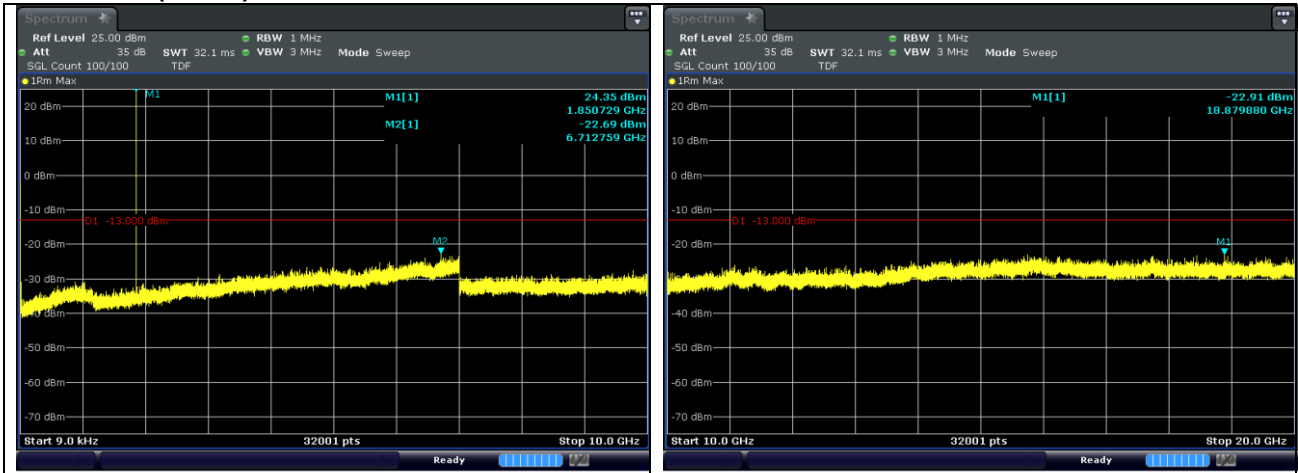 Spectrum
Ref Level 25.00 dBm RBW 1 MHz
Att 35 dB SWT 32.1 ms VBW 3 MHz Mode Sweep
SGL Count 100/100 TDF
1Rm Max
M1
M1[1] 24.35 dBm
1.850729 GHz
M2[1] -22.69 dBm
6.712759 GHz
20 dBm
10 dBm
0 dBm
-10 dBm
D1 -13.000 dBm
-20 dBm
M2
-30 dBm
-40 dBm
-50 dBm
-60 dBm
-70 dBm
Start 9.0 kHz 32001 pts Stop 10.0 GHz
Ready
Spectrum
Ref Level 25.00 dBm RBW 1 MHz
Att 35 dB SWT 32.1 ms VBW 3 MHz Mode Sweep
SGL Count 100/100 TDF
1Rm Max
M1[1] -22.91 dBm
18.879880 GHz
20 dBm
10 dBm
0 dBm
-10 dBm
D1 -13.000 dBm
-20 dBm
M1
-30 dBm
-40 dBm
-50 dBm
-60 dBm
-70 dBm
Start 10.0 GHz 32001 pts Stop 20.0 GHz
Ready